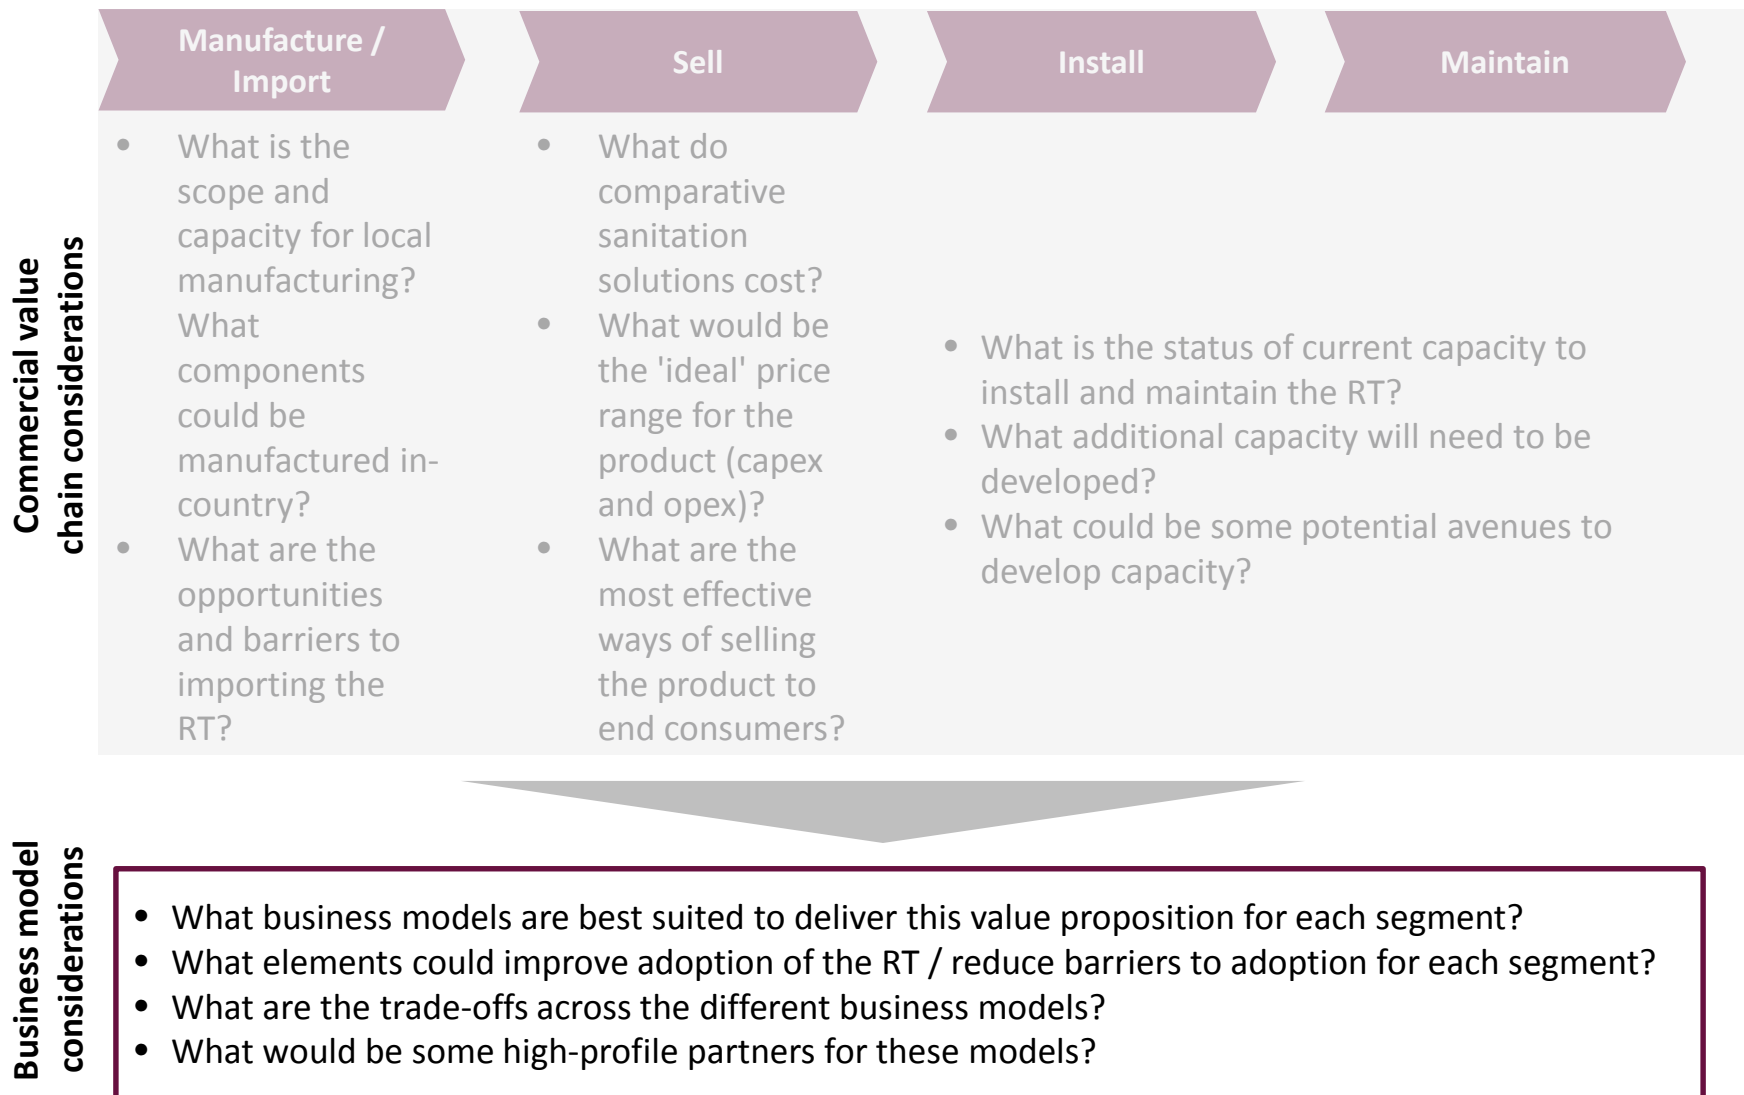 Manufacture /
Import
Sell
Install
Maintain
Commercial value
chain considerations
• What is the
scope and
capacity for local
manufacturing?
What
components
could be
manufactured in-
country?
• What are the
opportunities
and barriers to
importing the
RT?
• What do
comparative
sanitation
solutions cost?
• What would be
the 'ideal' price
range for the
product (capex
and opex)?
• What are the
most effective
ways of selling
the product to
end consumers?
• What is the status of current capacity to
install and maintain the RT?
• What additional capacity will need to be
developed?
• What could be some potential avenues to
develop capacity?
Business model
considerations
• What business models are best suited to deliver this value proposition for each segment?
• What elements could improve adoption of the RT / reduce barriers to adoption for each segment?
• What are the trade-offs across the different business models?
• What would be some high-profile partners for these models?